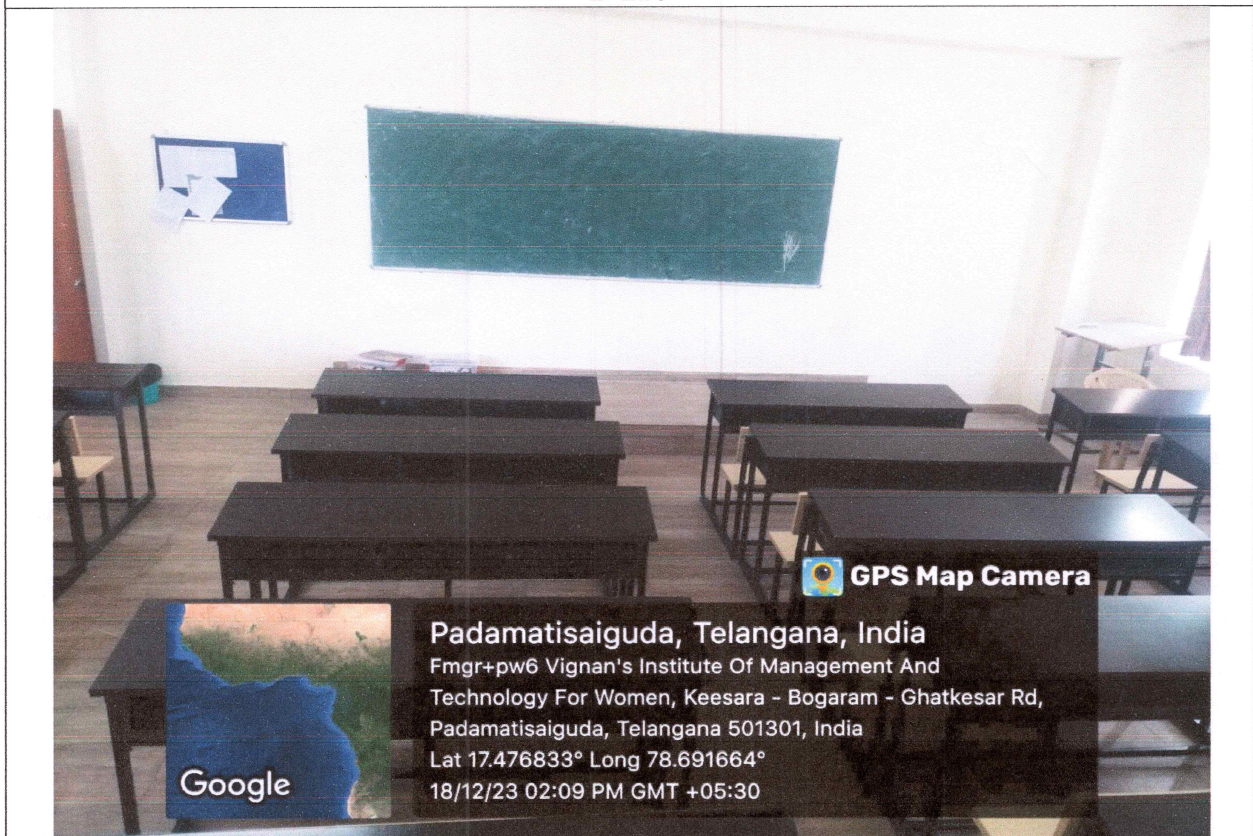 GPS Map Camera
Padamatisaiguda, Telangana, India
Fmgr+pw6 Vignan's Institute Of Management And
Technology For Women, Keesara - Bogaram - Ghatkesar Rd,
Padamatisaiguda, Telangana 501301, India
Lat 17.476833° Long 78.691664°
18/12/23 02:09 PM GMT +05:30
Google